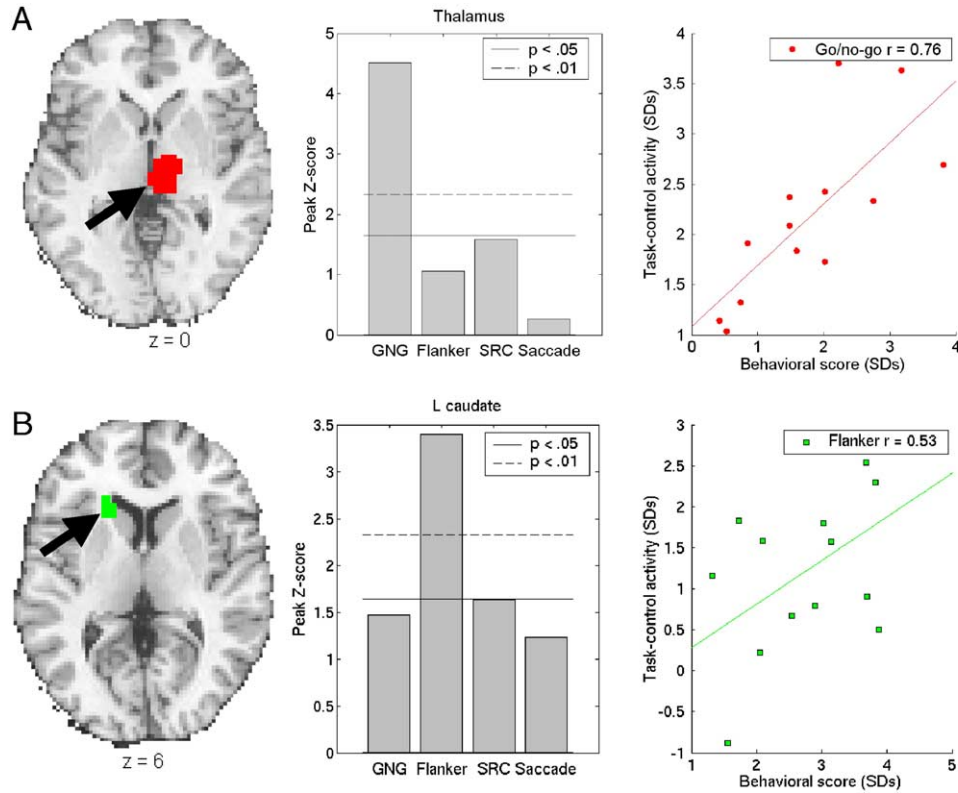 A
z = 0
Thalamus
Peak Z-score
5
4
3
2
1
0
p < .05
p < .01
GNG Flanker SRC Saccade
Task-control activity (SDs)
4
3.5
3
2.5
2
1.5
1
Go/no-go r = 0.76
0 1 2 3 4
Behavioral score (SDs)
B
z = 6
L caudate
Peak Z-score
3.5
3
2.5
2
1.5
1
0.5
0
p < .05
p < .01
GNG Flanker SRC Saccade
Task-control activity (SDs)
3
2.5
2
1.5
1
0.5
0
-0.5
-1
Flanker r = 0.53
1 2 3 4 5
Behavioral score (SDs)